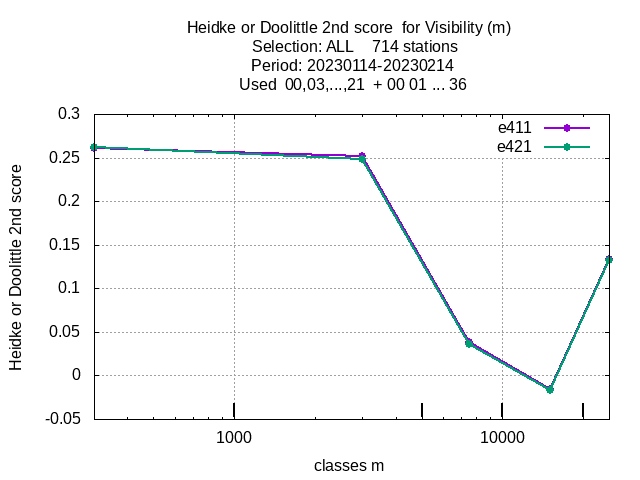 Heidke or Doolittle 2nd score  for Visibility (m)
Selection: ALL    714 stations
Period: 20230114-20230214
Used  00,03,...,21  + 00 01 ... 36
e411
e421
0.3
0.25
0.2
0.15
0.1
0.05
0
-0.05
Heidke or Doolittle 2nd score
1000
10000
classes m